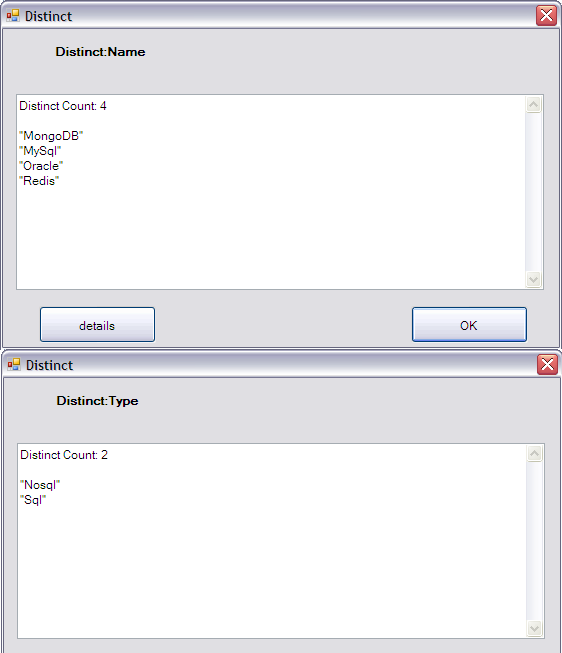 Distinct
Distinct:Name
Distinct Count: 4
"MongoDB"
"MySql"
"Oracle"
"Redis"
details
OK
Distinct
Distinct:Type
Distinct Count: 2
"Nosql"
"Sql"